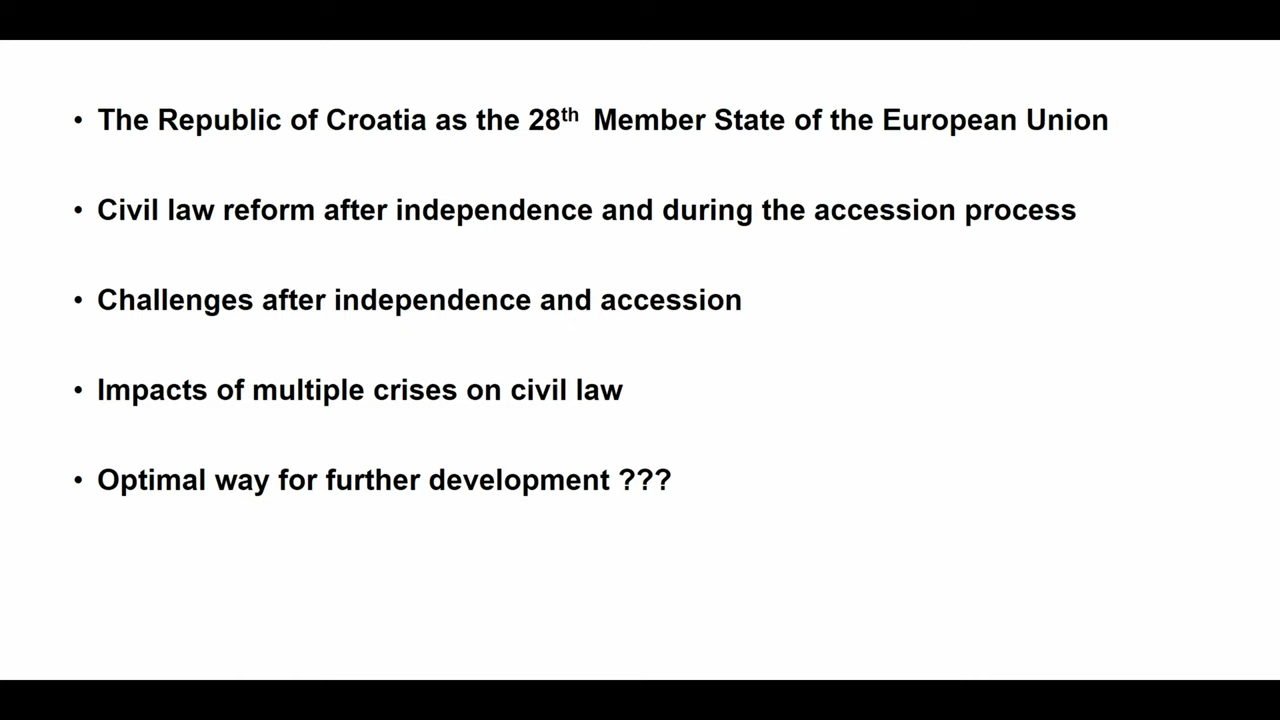 • The Republic of Croatia as the 28th Member State of the European Union
• Civil law reform after independence and during the accession process
• Challenges after independence and accession
• Impacts of multiple crises on civil law
• Optimal way for further development ???